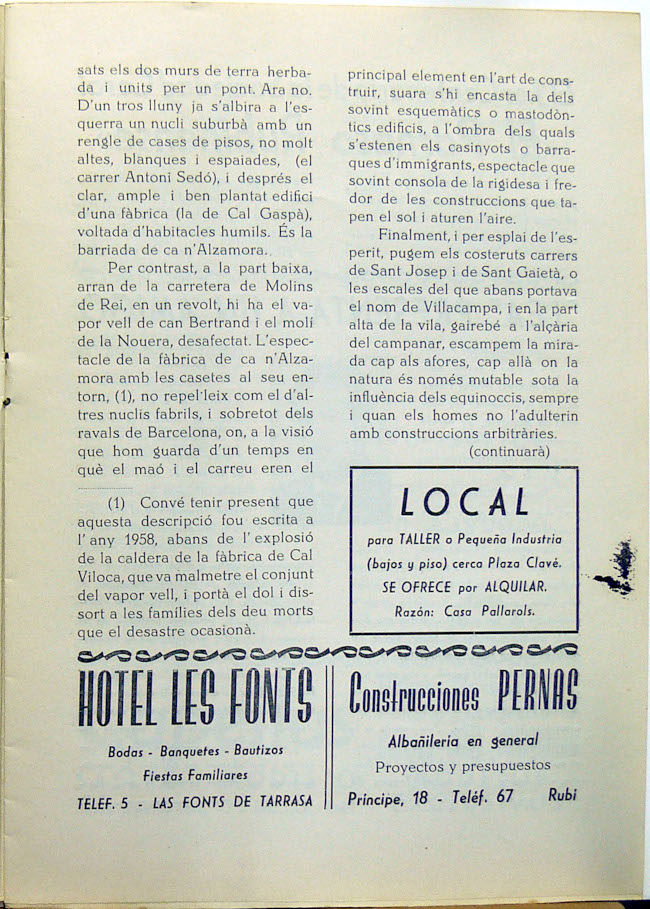 sats els dos murs de terra herba-
da i units per un pont. Ara no.
D'un tros lluny ja s'albira a l'es-
querra un nucli suburbà amb un
rengle de cases de pisos, no molt
altes, blanques i espaiades, (el
carrer Antoni Sedó), i després el
clar, ample i ben plantat edifici
d'una fàbrica (la de Cal Gaspà),
voltada d'habitacles humils. És la
barriada de ca n'Alzamora.
Per contrast, a la part baixa,
arran de la carretera de Molins
de Rei, en un revolt, hi ha el va-
por vell de can Bertrand i el molí
de la Nouera, desafectat. L'espec-
tacle de la fàbrica de ca n'Alza-
mora amb les casetes al seu en-
torn, (1), no repel·leix com el d'al-
tres nuclis fabrils, i sobretot dels
ravals de Barcelona, on, a la visió
que hom guarda d'un temps en
què el maó i el carreu eren el
(1) Convé tenir present que
aquesta descripció fou escrita a
l'any 1958, abans de l'explosió
de la caldera de la fàbrica de Cal
Viloca, que va malmetre el conjunt
del vapor vell, i portà el dol i dis-
sort a les famílies dels deu morts
que el desastre ocasionà.
principal element en l'art de cons-
truir, suara s'hi encasta la dels
sovint esquemàtics o mastodòn-
tics edificis, a l'ombra dels quals
s'estenen els casinyots o barra-
ques d'immigrants, espectacle que
sovint consola de la rigidesa i fre-
dor de les construccions que ta-
pen el sol i aturen l'aire.
Finalment, i per esplai de l'es-
perit, pugem els costeruts carrers
de Sant Josep i de Sant Gaietà, o
les escales del que abans portava
el nom de Villacampa, i en la part
alta de la vila, gairebé a l'alçària
del campanar, escampem la mira-
da cap als afores, cap allà on la
natura és només mutable sota la
influència dels equinoccis, sempre
i quan els homes no l'adulterin
amb construccions arbitràries.
(continuarà)
LOCAL
para TALLER o Pequeña Industria
(bajos y piso) cerca Plaza Clavé.
SE OFRECE por ALQUILAR.
Razón: Casa Pallarols.
HOTEL LES FONTS
Bodas - Banquetes - Bautizos
Fiestas Familiares
TELEF. 5 - LAS FONTS DE TARRASA
Construcciones PERNAS
Albañilería en general
Proyectos y presupuestos
Príncipe, 18 - Teléf. 67 Rubí